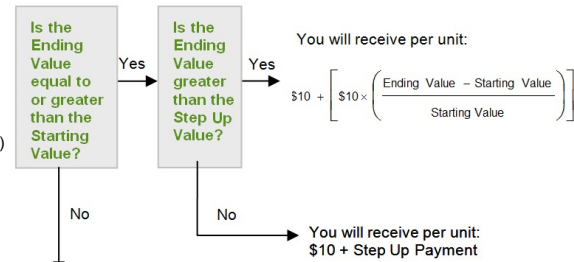 Is the
Ending
Value
equal to
or greater
than the
Starting
Value?
Yes
Is the
Ending
Value
greater
than the
Step Up
Value?
Yes
You will receive per unit:
$10 + [ $10 × ( Ending Value – Starting Value
Starting Value ) ]
)
No
No
You will receive per unit:
$10 + Step Up Payment